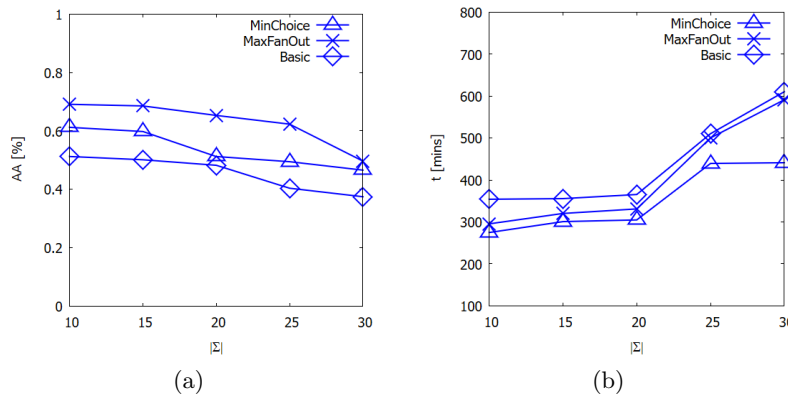 MinChoice
MaxFanOut
Basic
1
0.8
0.6
0.4
0.2
0
AA [%]
10 15 20 25 30
|Σ|
(a)
MinChoice
MaxFanOut
Basic
800
700
600
500
400
300
200
100
t [mins]
10 15 20 25 30
|Σ|
(b)